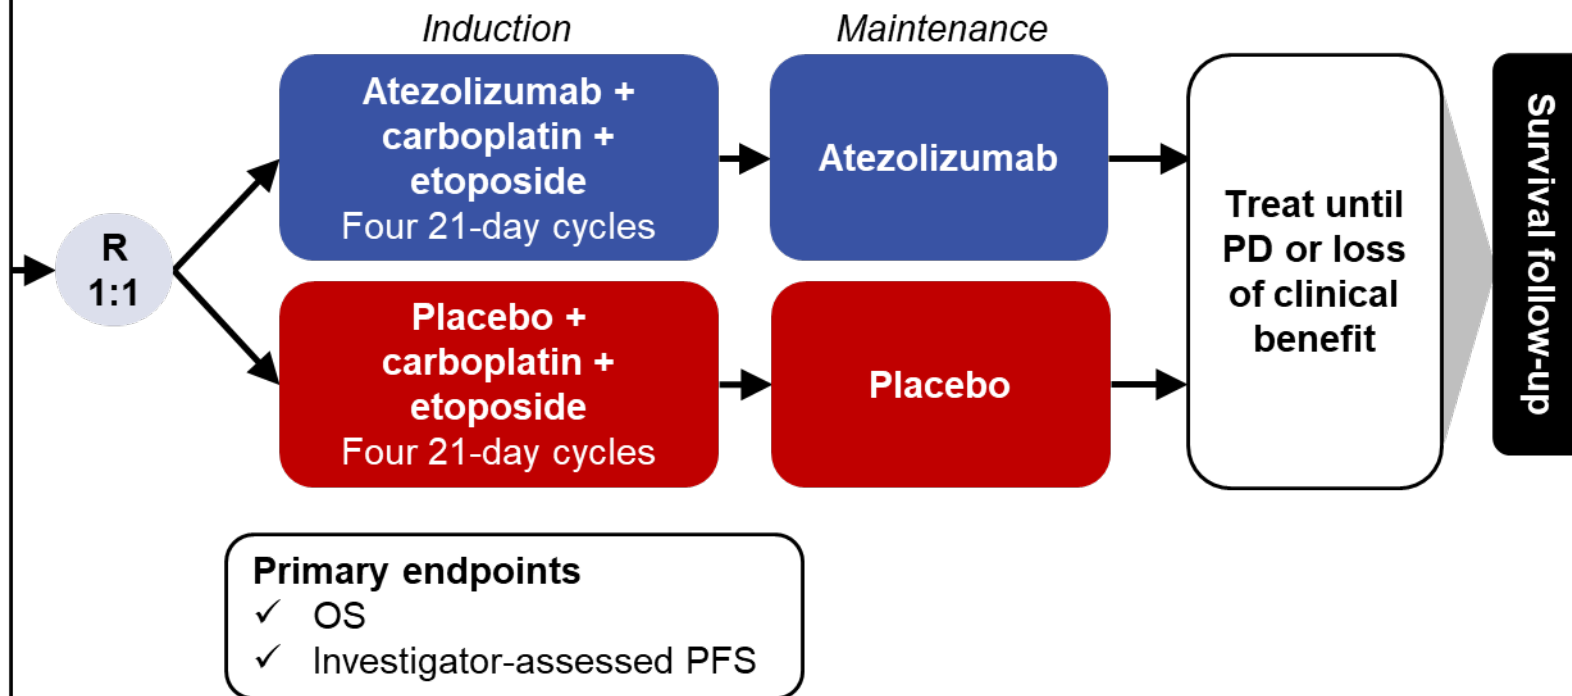 Induction
Maintenance
R
1:1
Atezolizumab +
carboplatin +
etoposide
Four 21-day cycles
Atezolizumab
Placebo +
carboplatin +
etoposide
Four 21-day cycles
Placebo
Treat until
PD or loss
of clinical
benefit
Survival follow-up
Primary endpoints
✓ OS
✓ Investigator-assessed PFS